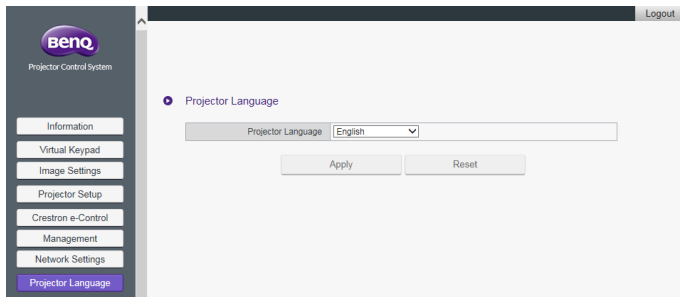 Logout
BenQ
Projector Control System
Information
Virtual Keypad
Image Settings
Projector Setup
Crestron e-Control
Management
Network Settings
Projector Language
Projector Language
Projector Language English
Apply Reset